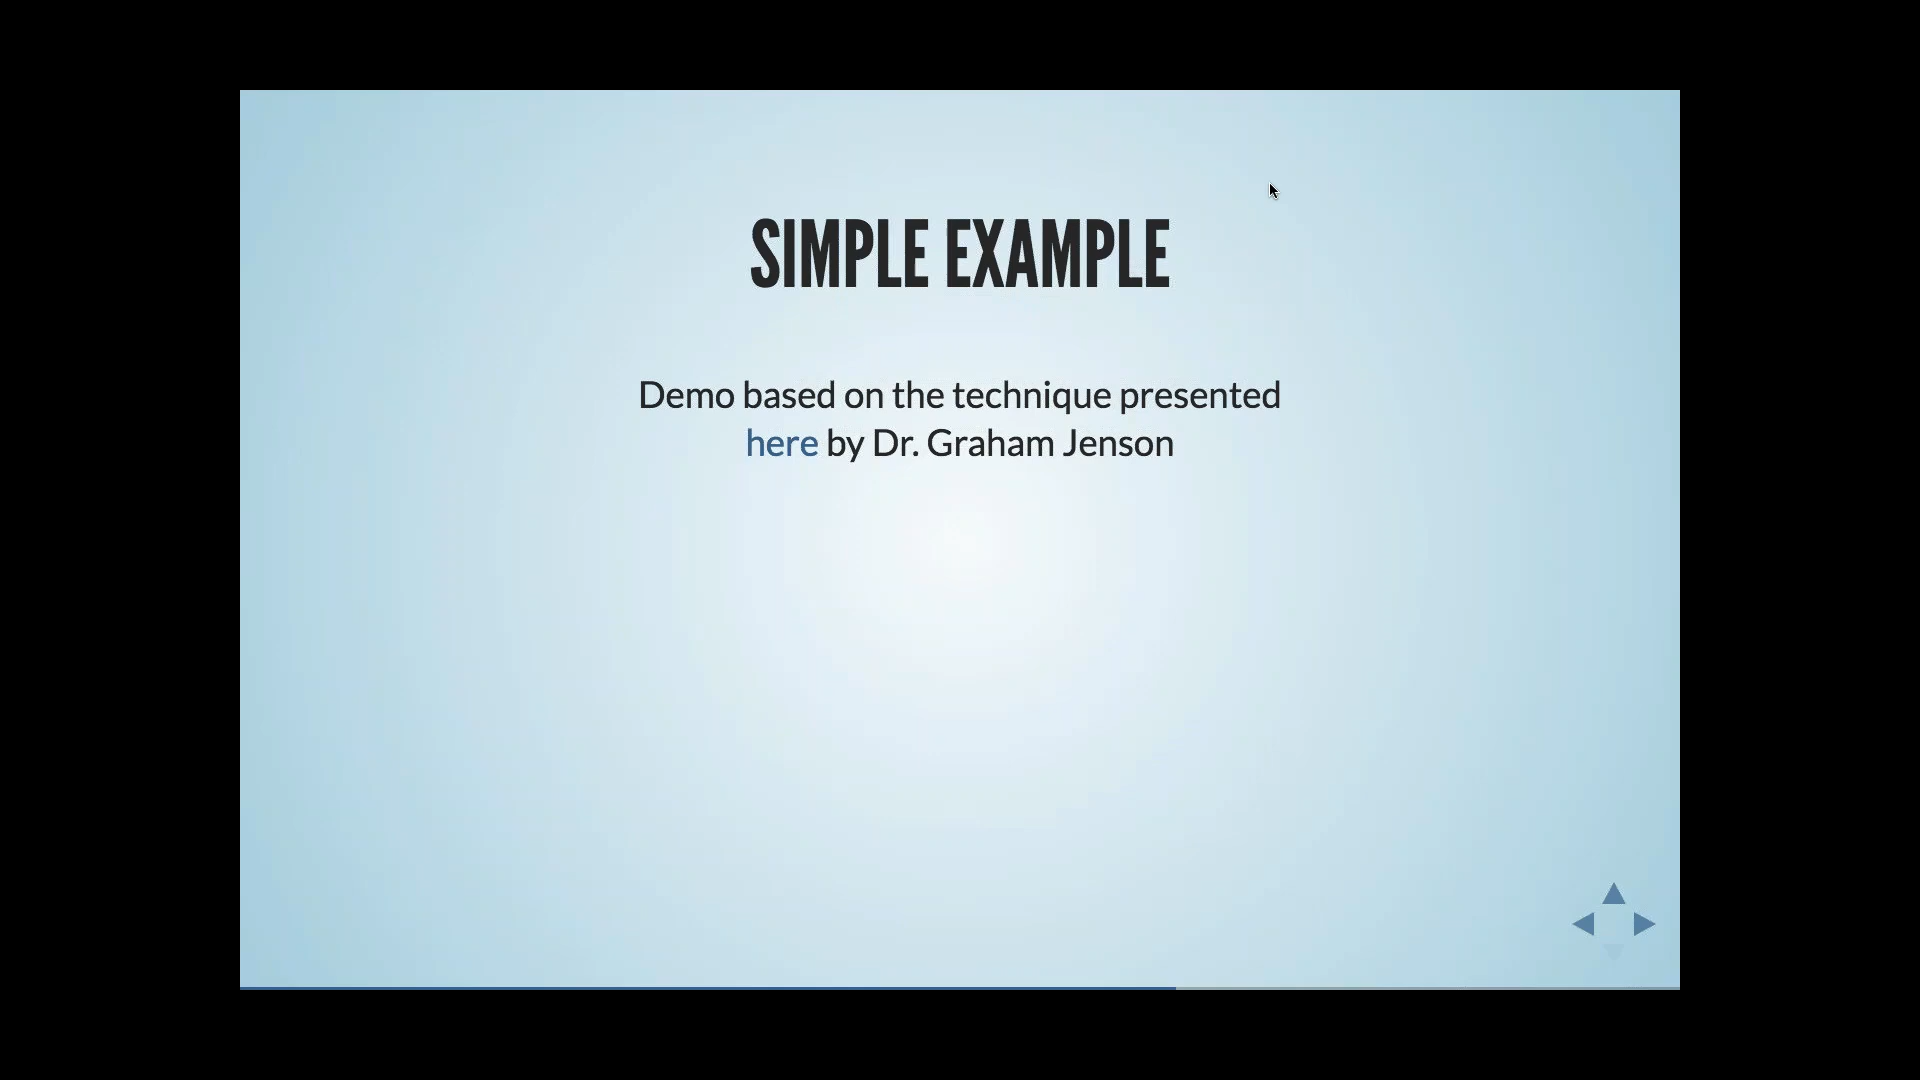 SIMPLE EXAMPLE
Demo based on the technique presented
here by Dr. Graham Jenson